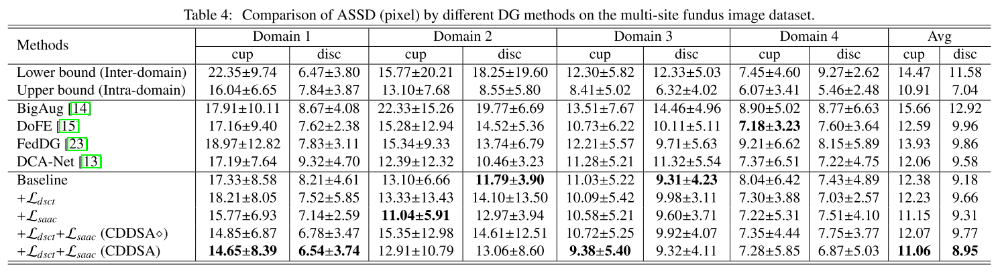 Table 4: Comparison of ASSD (pixel) by different DG methods on the multi-site fundus image dataset.
Methods Domain 1 Domain 2 Domain 3 Domain 4 Avg
cup disc cup disc cup disc cup disc cup disc
Lower bound (Inter-domain) 22.35±9.74 6.47±3.80 15.77±20.21 18.25±19.60 12.30±5.82 12.33±5.03 7.45±4.60 9.27±2.62 14.47 11.58
Upper bound (Intra-domain) 16.04±6.65 7.84±3.87 13.10±7.68 8.55±5.80 8.41±5.02 6.32±4.02 6.07±3.41 5.46±2.48 10.91 7.04
BigAug [14] 17.91±10.11 8.67±4.08 22.33±15.26 19.77±6.69 13.51±7.67 14.46±4.96 8.90±5.02 8.77±6.63 15.66 12.92
DoFE [15] 17.16±9.40 7.62±2.38 15.28±12.94 14.52±5.36 10.73±6.22 10.11±5.11 7.18±3.23 7.60±3.64 12.59 9.96
FedDG [23] 18.97±12.82 7.83±3.11 15.34±9.33 13.74±6.79 12.21±5.57 9.71±5.63 9.21±6.62 8.15±5.89 13.93 9.86
DCA-Net [13] 17.19±7.64 9.32±4.70 12.39±12.32 10.46±3.23 11.28±5.21 11.32±5.54 7.37±6.51 7.22±4.75 12.06 9.58
Baseline 17.33±8.58 8.21±4.61 13.10±6.66 11.79±3.90 11.03±5.22 9.31±4.23 8.04±6.42 7.43±4.89 12.38 9.18
+ℒdsct 18.21±8.05 7.52±5.85 13.33±13.43 14.10±13.50 10.09±5.42 9.98±3.11 7.30±3.88 7.03±2.57 12.23 9.66
+ℒsaac 15.77±6.93 7.14±2.59 11.04±5.91 12.97±3.94 10.58±5.21 9.60±3.71 7.22±5.31 7.51±4.10 11.15 9.31
+ℒdsct+ℒsaac (CDDSA⋄) 14.85±6.87 6.78±3.47 15.35±12.98 14.61±12.51 10.72±5.25 9.92±4.07 7.35±4.44 7.75±3.77 12.07 9.77
+ℒdsct+ℒsaac (CDDSA) 14.65±8.39 6.54±3.74 12.91±10.79 13.06±8.60 9.38±5.40 9.32±4.11 7.28±5.85 6.87±5.03 11.06 8.95